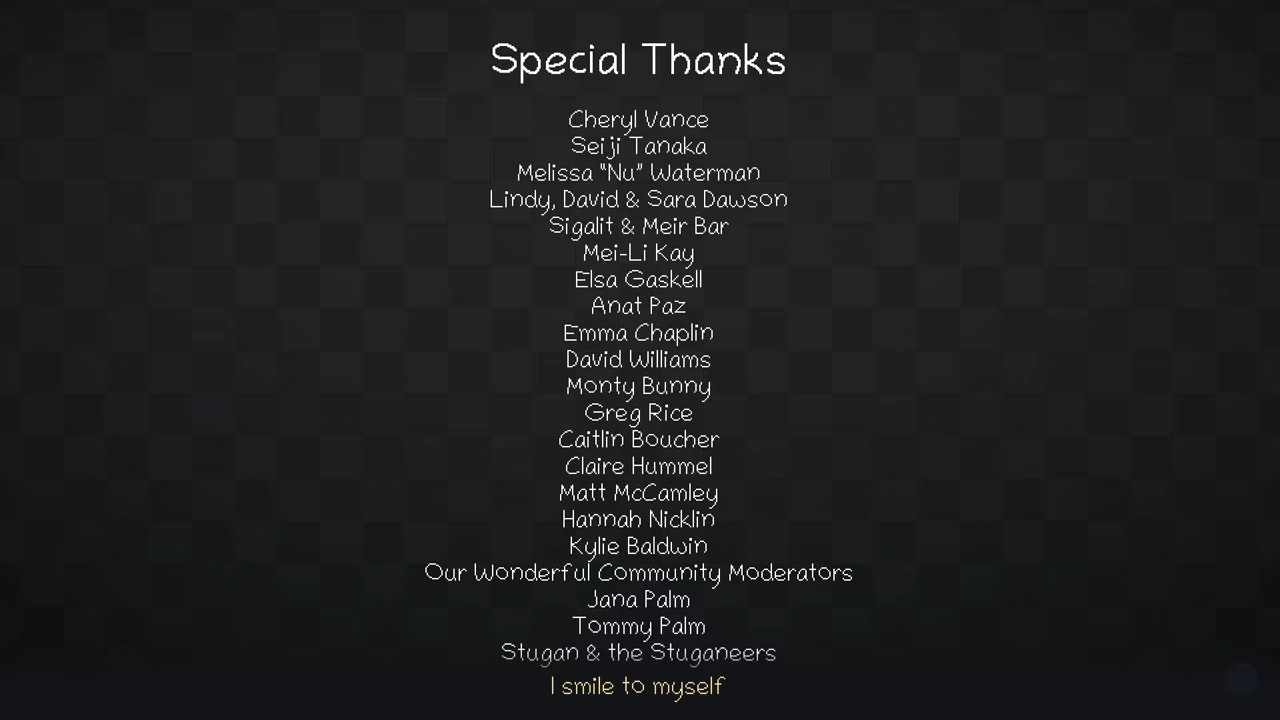 Special Thanks
Cheryl Vance
Seiji Tanaka
Melissa "Nu" Waterman
Lindy, David & Sara Dawson
Sigalit & Meir Bar
Mei-Li Kay
Elsa Gaskell
Anat Paz
Emma Chaplin
David Williams
Monty Bunny
Greg Rice
Caitlin Boucher
Claire Hummel
Matt McCamley
Hannah Nicklin
Kylie Baldwin
Our Wonderful Community Moderators
Jana Palm
Tommy Palm
Stugan & the Stuganeers
I smile to myself